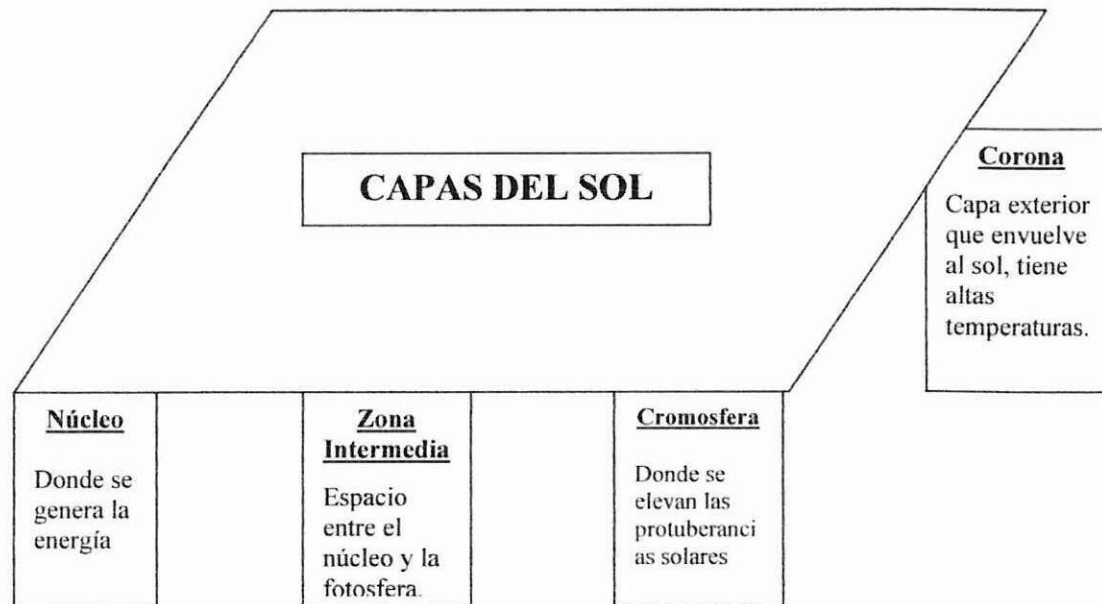 CAPAS DEL SOL
Corona
Capa exterior
que envuelve
al sol, tiene
altas
temperaturas.
Núcleo
Donde se
genera la
energía
Zona
Intermedia
Espacio
entre el
núcleo y la
fotosfera.
Cromosfera
Donde se
elevan las
protuberanci
as solares